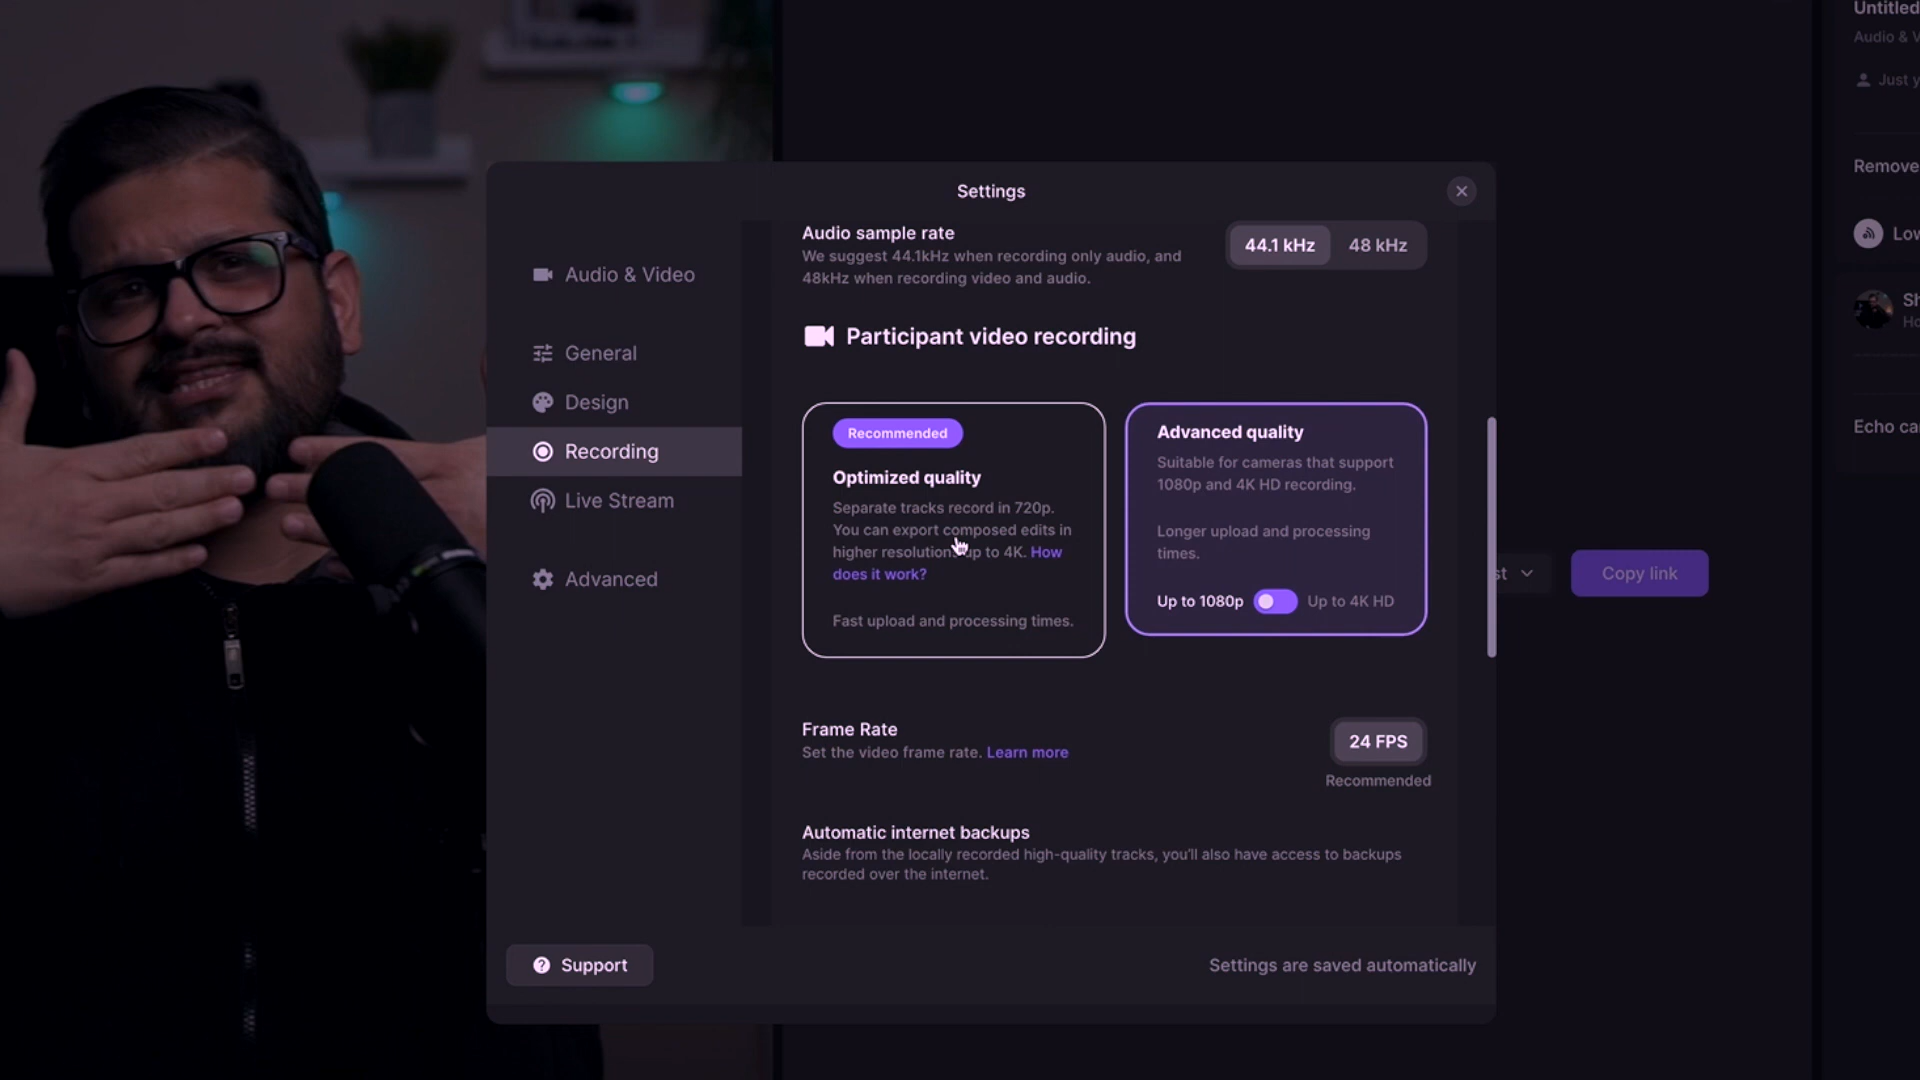 Untitled
Audio & V
Just y
Settings
Remove
Audio sample rate
We suggest 44.1kHz when recording only audio, and
48kHz when recording video and audio.
44.1 kHz
48 kHz
Low
Audio & Video
Participant video recording
General
Sh
Ho
Design
Recording
Live Stream
Advanced
Recommended
Optimized quality
Separate tracks record in 720p.
You can export composed edits in
higher resolution up to 4K. How
does it work?
Fast upload and processing times.
Advanced quality
Suitable for cameras that support
1080p and 4K HD recording.
Longer upload and processing
times.
Up to 1080p
Up to 4K HD
Echo ca
st
Copy link
Frame Rate
Set the video frame rate. Learn more
24 FPS
Recommended
Automatic internet backups
Aside from the locally recorded high-quality tracks, you'll also have access to backups
recorded over the internet.
Support
Settings are saved automatically